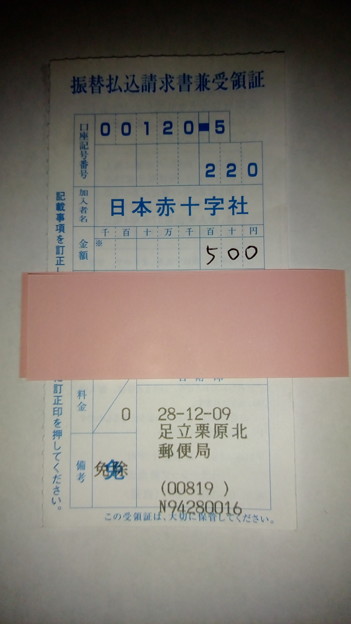 振替払込請求書兼受領証
口座記号番号
00120-5
220
加入者名
日本赤十字社
金額
千 百 十 万 千 百 十 円
※
500
料金
0
28-12-09
足立栗原北
郵便局
(00819 )
N94280016
備考
免除
免
この受領証は、大切に保管してください。
記載事項を訂正し
訂正印を押してください。